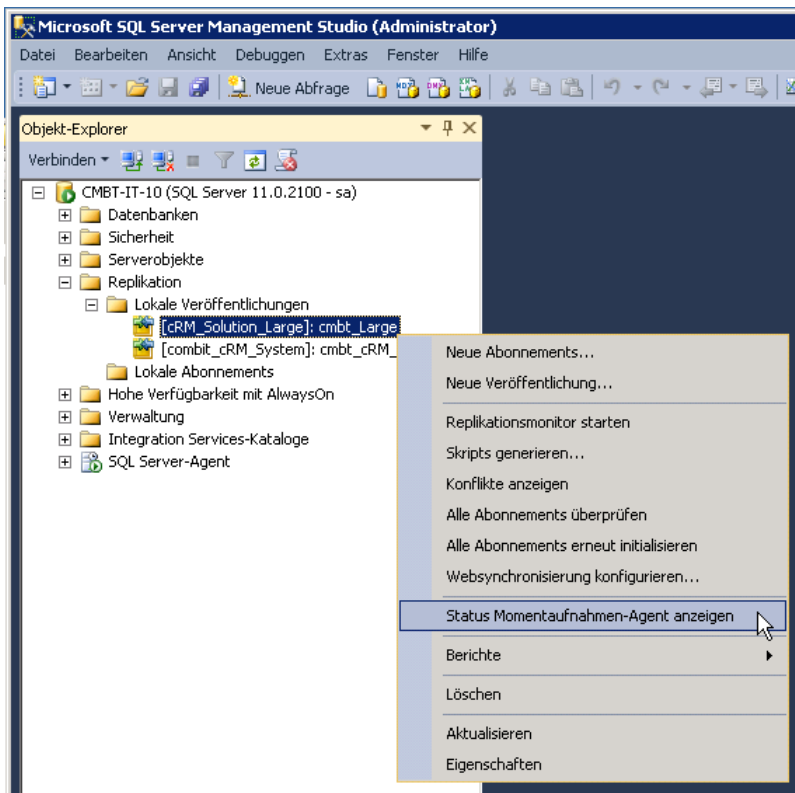 Microsoft SQL Server Management Studio (Administrator)
Datei Bearbeiten Ansicht Debuggen Extras Fenster Hilfe
Neue Abfrage
Objekt-Explorer
Verbinden
CMBT-IT-10 (SQL Server 11.0.2100 - sa)
Datenbanken
Sicherheit
Serverobjekte
Replikation
Lokale Veröffentlichungen
[cRM_Solution_Large]: cmbt_Large
[combit_cRM_System]: cmbt_cRM_
Lokale Abonnements
Hohe Verfügbarkeit mit AlwaysOn
Verwaltung
Integration Services-Kataloge
SQL Server-Agent
Neue Abonnements...
Neue Veröffentlichung...
Replikationsmonitor starten
Skripts generieren...
Konflikte anzeigen
Alle Abonnements überprüfen
Alle Abonnements erneut initialisieren
Websynchronisierung konfigurieren...
Status Momentaufnahmen-Agent anzeigen
Berichte
Löschen
Aktualisieren
Eigenschaften